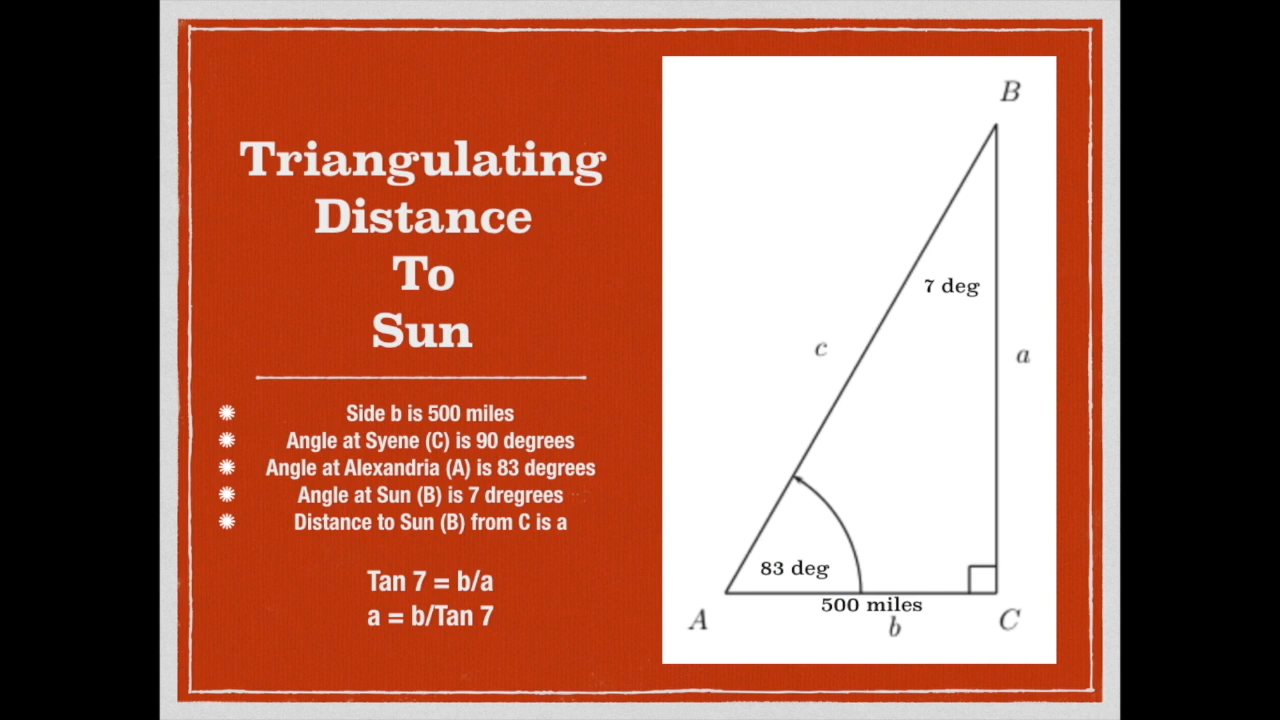 Triangulating
Distance
To
Sun
Side b is 500 miles
Angle at Syene (C) is 90 degrees
Angle at Alexandria (A) is 83 degrees
Angle at Sun (B) is 7 dregrees
Distance to Sun (B) from C is a
Tan 7 = b/a
a = b/Tan 7
B
7 deg
c
a
83 deg
500 miles
A
b
C